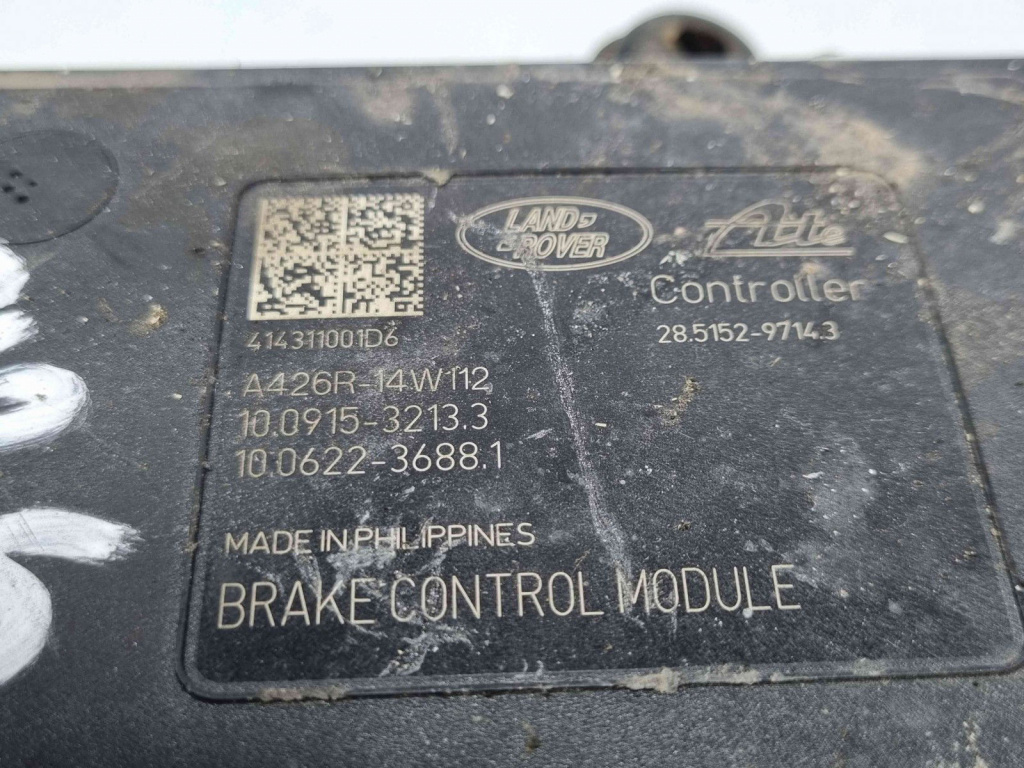 LAND-
ROVER
Ate
Controller
28.5152-9714.3
414311001D6
A426R-14W112
10.0915-3213.3
10.0622-3688.1
MADE IN PHILIPPINES
BRAKE CONTROL MODULE